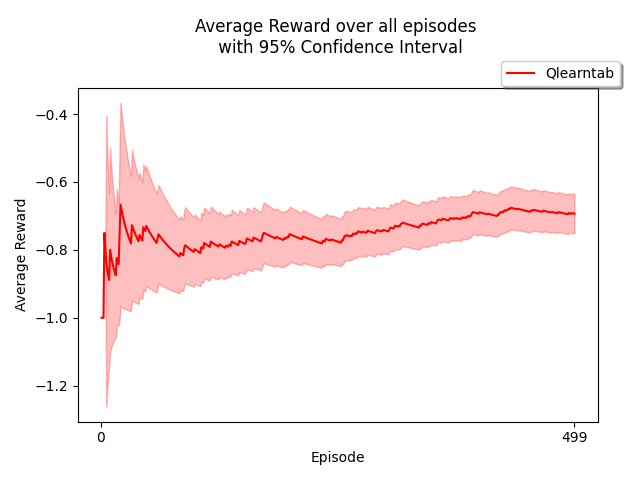 Average Reward over all episodes
with 95% Confidence Interval
Qlearntab
−0.4
−0.6
−0.8
−1.0
−1.2
Average Reward
0
499
Episode